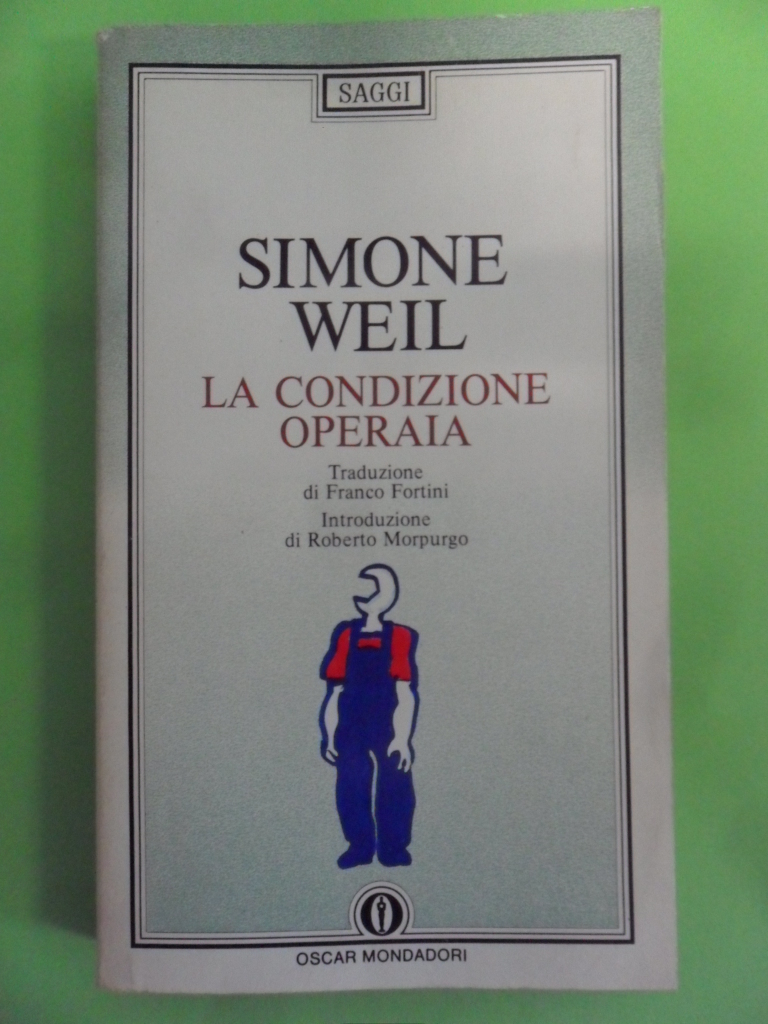 SAGGI
SIMONE
WEIL
LA CONDIZIONE
OPERAIA
Traduzione
di Franco Fortini
Introduzione
di Roberto Morpurgo
OSCAR MONDADORI